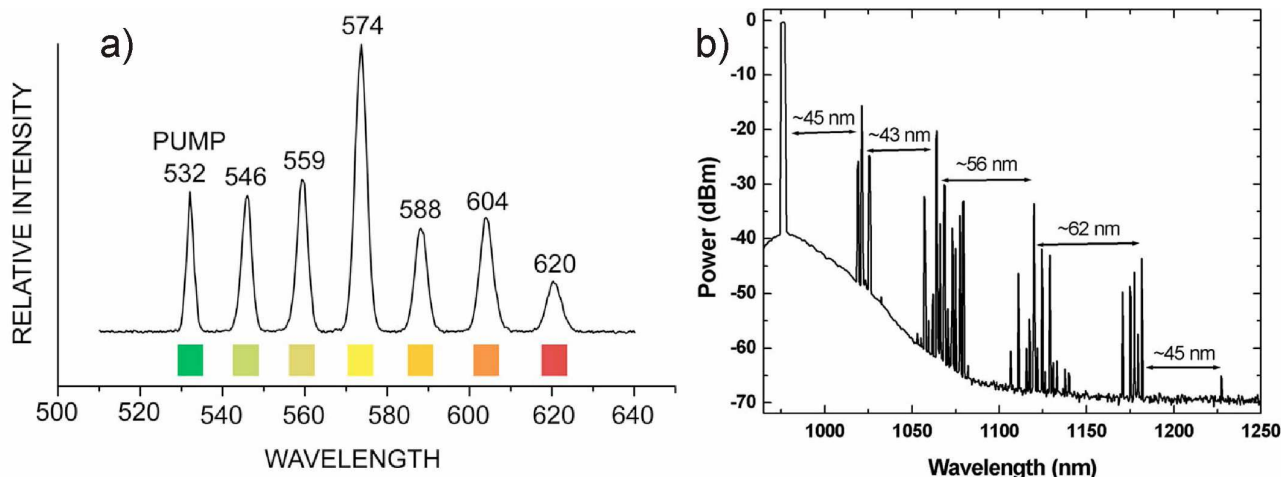 a)
574
PUMP
532
546
559
588
604
620
RELATIVE INTENSITY
500 520 540 560 580 600 620 640
WAVELENGTH
b)
0
-10
-20
-30
-40
-50
-60
-70
Power (dBm)
~45 nm
~43 nm
~56 nm
~62 nm
~45 nm
1000 1050 1100 1150 1200 1250
Wavelength (nm)